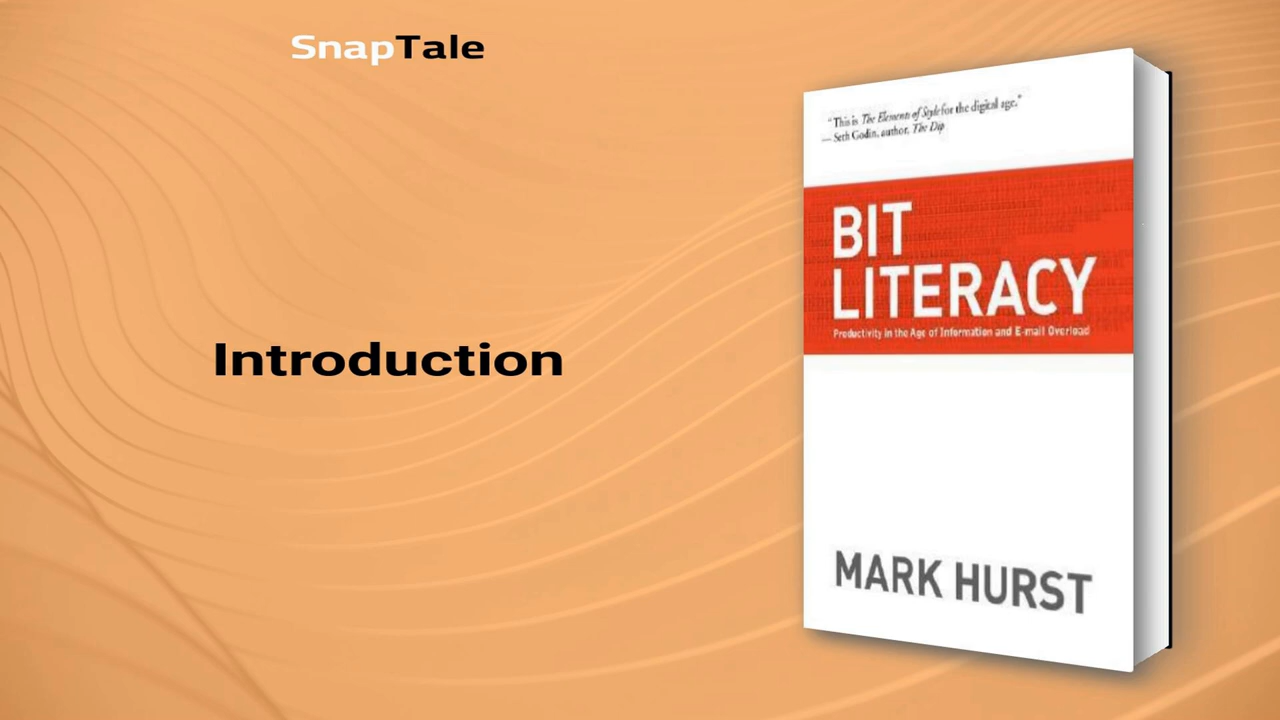 SnapTale
Introduction
"This is The Elements of Style for the digital age."
— Seth Godin, author, The Dip
BIT
LITERACY
Productivity in the Age of Information and E-mail Overload
MARK HURST